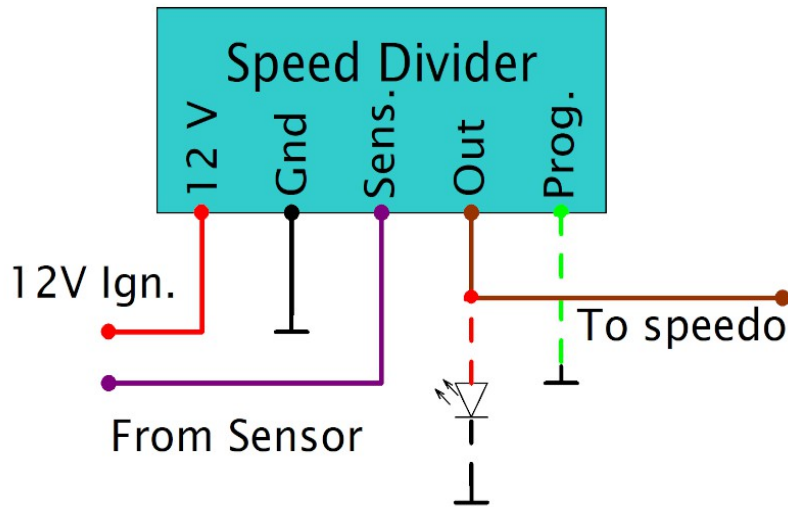 Speed Divider
12 V
Gnd
Sens.
Out
Prog.
12V Ign.
To speedo
From Sensor